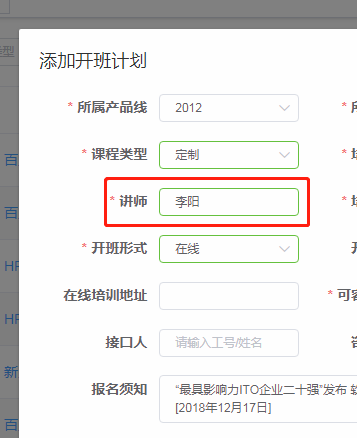 添加开班计划
* 所属产品线 2012
* 课程类型 定制
* 讲师 李阳
* 开班形式 在线
在线培训地址
* 可容
接口人 请输入工号/姓名
报名须知 “最具影响力ITO企业二十强”发布 软
[2018年12月17日]
百
百
HF
HF
新
百